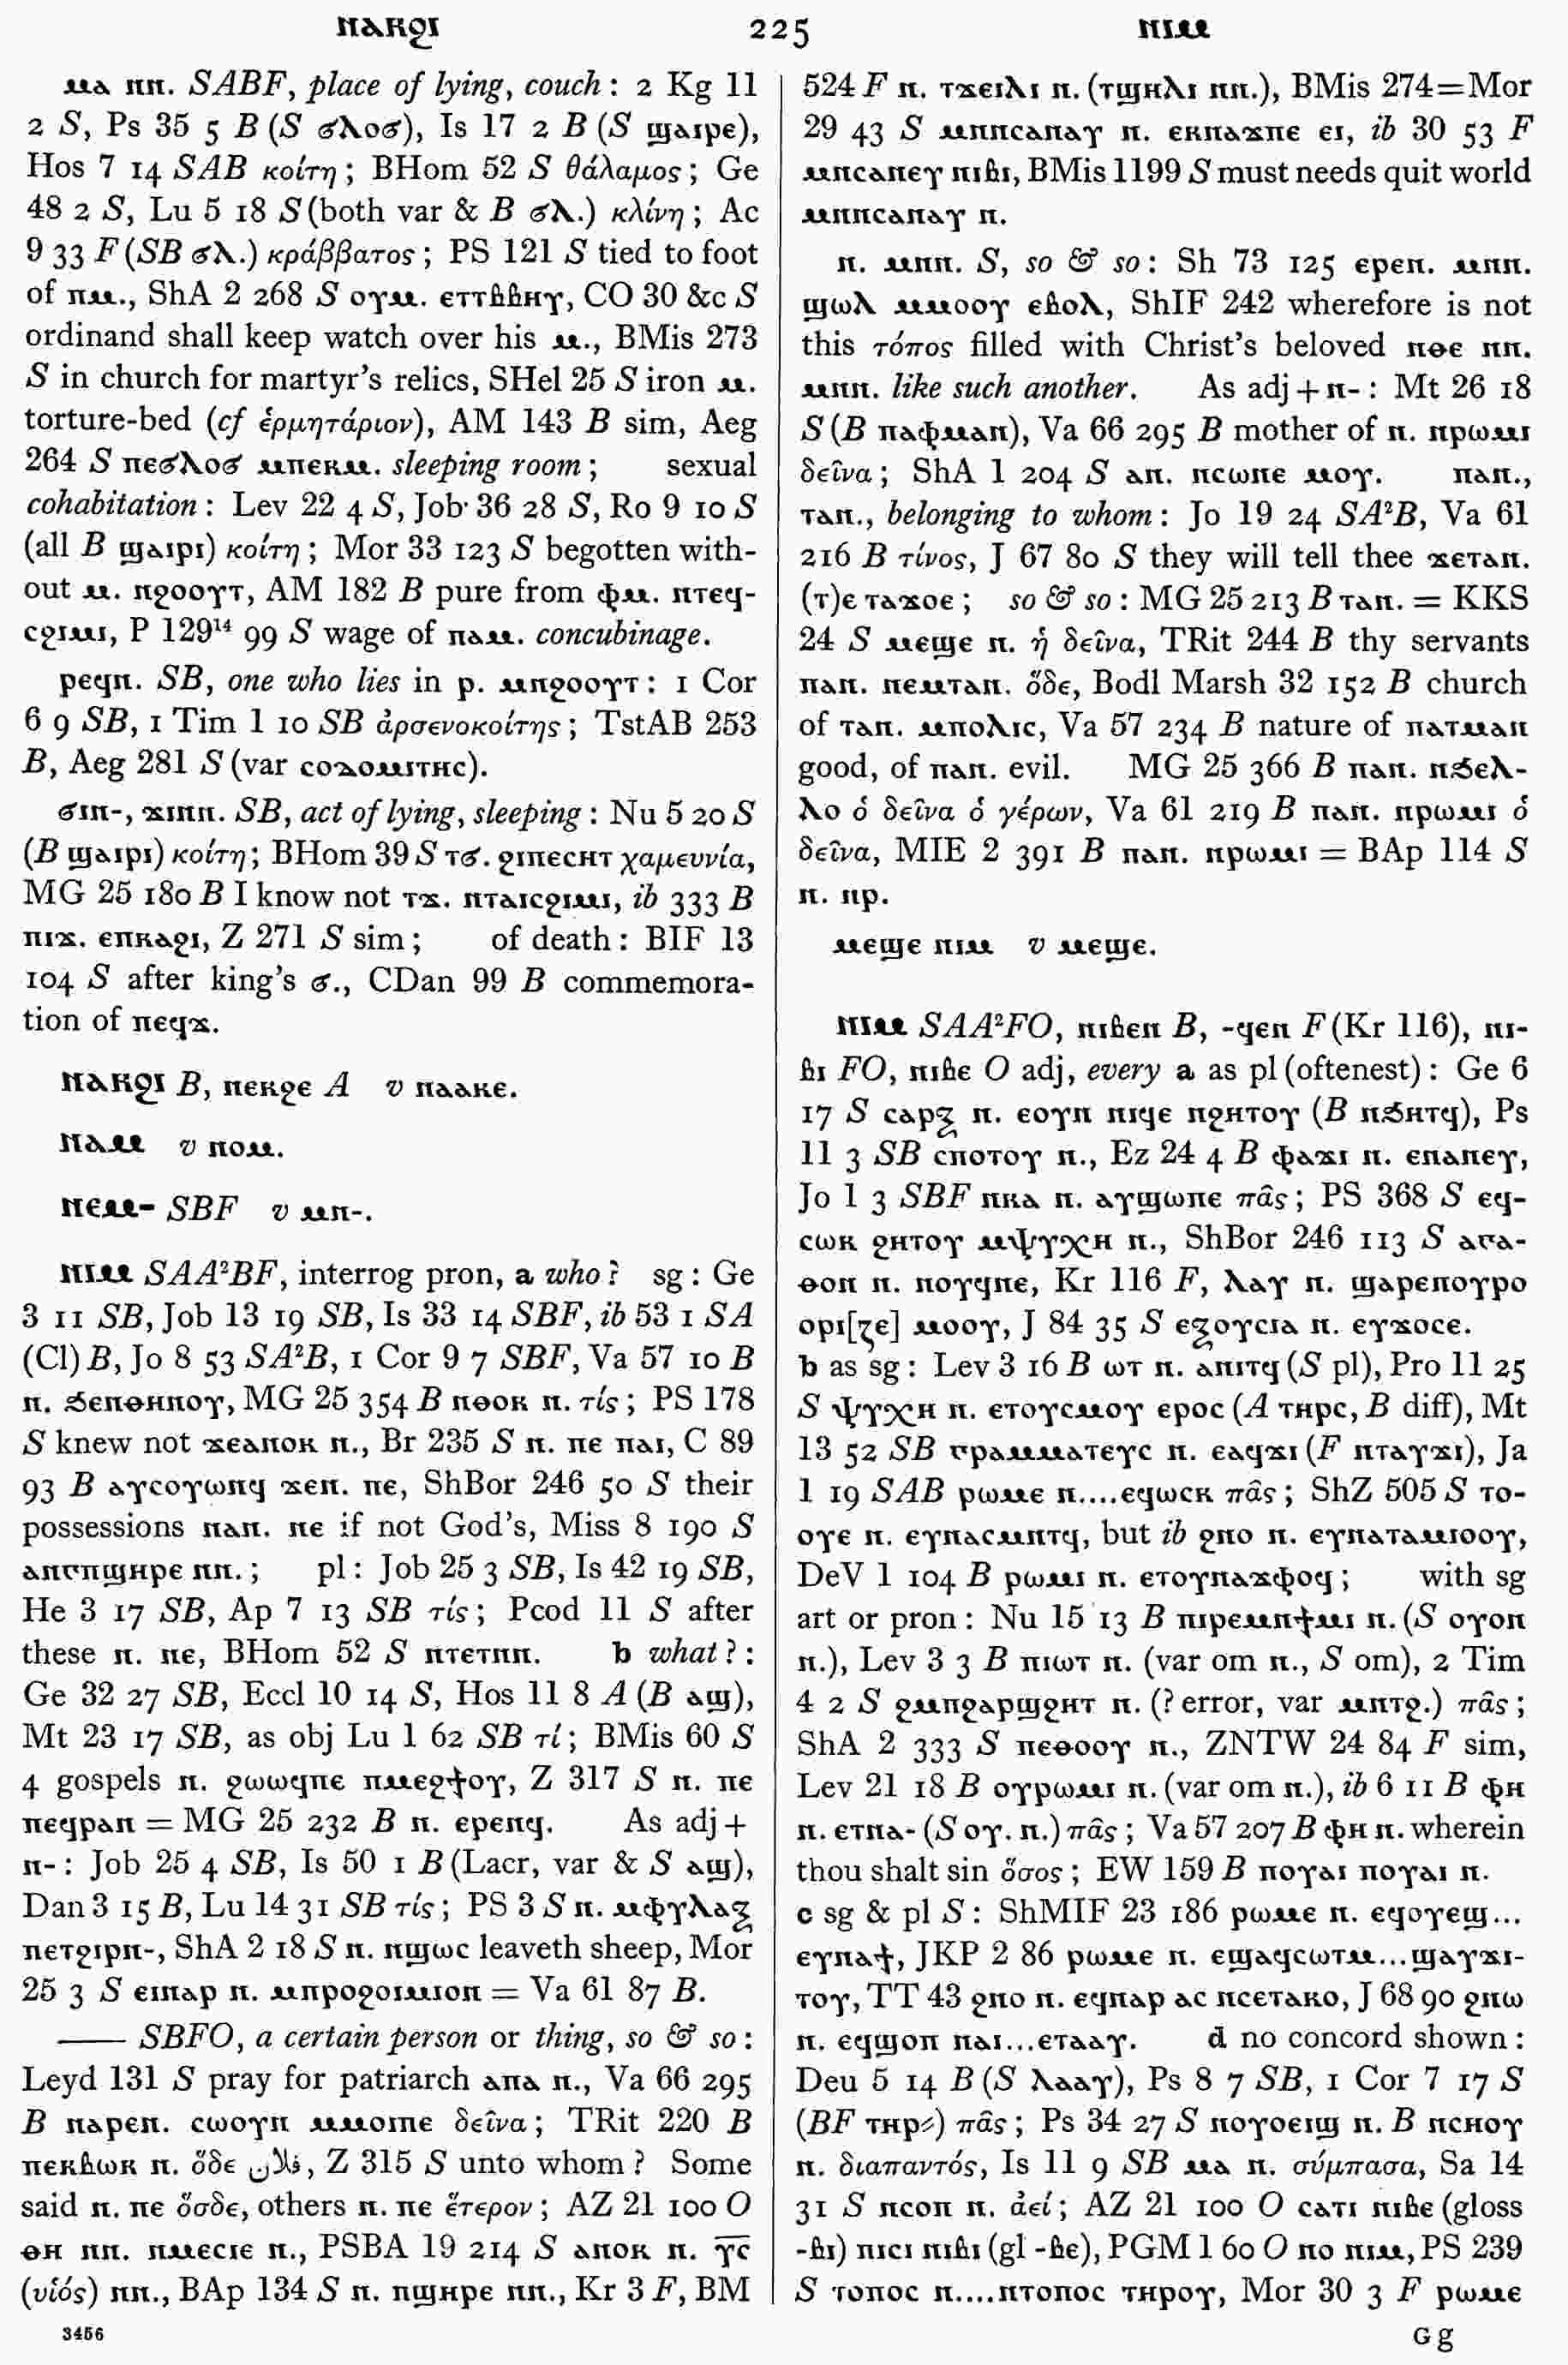 ⲛⲁⲕϩⲓ 225 ⲛⲓⲙ
ⲙⲁ ⲛⲛ. SABF, place of lying, couch : 2 Kg 11
2 S, Ps 35 5 B (S ϭⲗⲟϭ), Is 17 2 B (S ϣⲁⲓⲣⲉ),
Hos 7 14 SAB κοίτη ; BHom 52 S θάλαμος ; Ge
48 2 S, Lu 5 18 S (both var & B ϭⲗ.) κλίνη ; Ac
9 33 F (SB ϭⲗ.) κράββατος ; PS 121 S tied to foot
of ⲡⲙ., ShA 2 268 S ⲟⲩⲙ. ⲉⲧⲧⲃⲃⲏⲩ, CO 30 &c S
ordinand shall keep watch over his ⲙ., BMis 273
S in church for martyr's relics, SHel 25 S iron ⲙ.
torture-bed (cf ἑρμητάριον), AM 143 B sim, Aeg
264 S ⲡⲉϭⲗⲟϭ ⲙⲡⲉⲕⲙ. sleeping room ; sexual
cohabitation : Lev 22 4 S, Job 36 28 S, Ro 9 10 S
(all B ϣⲁⲓⲣⲓ) κοίτη ; Mor 33 123 S begotten with-
out ⲙ. ⲛϩⲟⲟⲩⲧ, AM 182 B pure from ⲫⲙ. ⲛⲧⲉϥ-
ⲥϩⲓⲙⲓ, P 129¹⁴ 99 S wage of ⲡⲁⲙ. concubinage.
ⲣⲉϥⲛ. SB, one who lies in ⲣ. ⲙⲛϩⲟⲟⲩⲧ : 1 Cor
6 9 SB, 1 Tim 1 10 SB ἀρσενοκοίτης ; TstAB 253
B, Aeg 281 S (var ⲥⲟⲇⲟⲙⲓⲧⲏⲥ).
ϭⲓⲛ-, ϫⲓⲛⲛ. SB, act of lying, sleeping : Nu 5 20 S
(B ϣⲁⲓⲣⲓ) κοίτη ; BHom 39 S ⲧϭ. ϩⲓⲡⲉⲥⲏⲧ χαμευνία,
MG 25 180 B I know not ⲧϫ. ⲛⲧⲁⲓⲥϩⲓⲙⲓ, ib 333 B
ⲡⲓϫ. ⲉⲡⲕⲁϩⲓ, Z 271 S sim ; of death : BIF 13
104 S after king's ϭ., CDan 99 B commemora-
tion of ⲡⲉϥϫ.
ⲛⲁⲕϩⲓ B, ⲛⲉⲕϩⲉ A v ⲛⲁⲁⲕⲉ.
ⲛⲁⲙ v ⲛⲟⲙ.
ⲛⲉⲙ- SBF v ⲙⲛ-.
ⲛⲓⲙ SAA²BF, interrog pron, a who ? sg : Ge
3 11 SB, Job 13 19 SB, Is 33 14 SBF, ib 53 1 SA
(Cl) B, Jo 8 53 SA²B, 1 Cor 9 7 SBF, Va 57 10 B
ⲛ. ϧⲉⲛⲑⲏⲛⲟⲩ, MG 25 354 B ⲛⲑⲟⲕ ⲛ. τίς ; PS 178
S knew not ϫⲉⲁⲛⲟⲕ ⲛ., Br 235 S ⲛ. ⲡⲉ ⲡⲁⲓ, C 89
93 B ⲁⲩⲥⲟⲩⲱⲛϥ ϫⲉⲛ. ⲡⲉ, ShBor 246 50 S their
possessions ⲛⲁⲛ. ⲛⲉ if not God's, Miss 8 190 S
ⲁⲛⲅⲡϣⲏⲣⲉ ⲛⲛ. ; pl : Job 25 3 SB, Is 42 19 SB,
He 3 17 SB, Ap 7 13 SB τίς ; Pcod 11 S after
these ⲛ. ⲛⲉ, BHom 52 S ⲛⲧⲉⲧⲛⲛ. b what ? :
Ge 32 27 SB, Eccl 10 14 S, Hos 11 8 A (B ⲁϣ),
Mt 23 17 SB, as obj Lu 1 62 SB τί ; BMis 60 S
4 gospels ⲛ. ϩⲱⲱϥⲡⲉ ⲡⲙⲉϩϯⲟⲩ, Z 317 S ⲛ. ⲡⲉ
ⲡⲉϥⲣⲁⲛ = MG 25 232 B ⲛ. ⲉⲣⲉⲛϥ. As adj +
ⲛ- : Job 25 4 SB, Is 50 1 B (Lacr, var & S ⲁϣ),
Dan 3 15 B, Lu 14 31 SB τίς ; PS 3 S ⲛ. ⲙⲫⲩⲗⲁⲝ
ⲡⲉⲧϩⲓⲣⲛ-, ShA 2 18 S ⲛ. ⲛϣⲱⲥ leaveth sheep, Mor
25 3 S ⲉⲓⲛⲁⲣ ⲛ. ⲙⲡⲣⲟϩⲟⲓⲙⲓⲟⲛ = Va 61 87 B.
—— SBFO, a certain person or thing, so & so :
Leyd 131 S pray for patriarch ⲁⲡⲁ ⲛ., Va 66 295
B ⲙⲁⲣⲉⲛ. ⲥⲱⲟⲩⲛ ⲙⲙⲟⲓⲛⲉ δεῖνα ; TRit 220 B
ⲡⲉⲕⲃⲱⲕ ⲛ. ὅδε فلان, Z 315 S unto whom ? Some
said ⲛ. ⲡⲉ ὅσδε, others ⲛ. ⲡⲉ ἕτερον ; AZ 21 100 O
ⲑⲏ ⲛⲛ. ⲛⲙⲉⲥⲓⲉ ⲛ., PSBA 19 214 S ⲁⲛⲟⲕ ⲛ. ⲩ̅ⲥ̅
(υἱός) ⲛⲛ., BAp 134 S ⲛ. ⲡϣⲏⲣⲉ ⲛⲛ., Kr 3 F, BM
3456
524 F ⲛ. ⲧϫⲉⲓⲗⲓ ⲛ. (ⲧϣⲏⲗⲓ ⲛⲛ.), BMis 274=Mor
29 43 S ⲙⲛⲛⲥⲁⲛⲁⲩ ⲛ. ⲉⲕⲛⲁϫⲡⲉ ⲉⲓ, ib 30 53 F
ⲙⲛⲥⲁⲛⲉⲩ ⲛⲓⲃⲓ, BMis 1199 S must needs quit world
ⲙⲛⲛⲥⲁⲛⲁⲩ ⲛ.
ⲛ. ⲙⲛⲛ. S, so & so : Sh 73 125 ⲉⲣⲉⲛ. ⲙⲛⲛ.
ϣⲱⲗ ⲙⲙⲟⲟⲩ ⲉⲃⲟⲗ, ShIF 242 wherefore is not
this τόπος filled with Christ's beloved ⲛⲑⲉ ⲛⲛ.
ⲙⲛⲛ. like such another. As adj + ⲛ- : Mt 26 18
S (B ⲡⲁⲫⲙⲁⲛ), Va 66 295 B mother of ⲛ. ⲛⲣⲱⲙⲓ
δεῖνα ; ShA 1 204 S ⲁⲛ. ⲛⲥⲱⲛⲉ ⲙⲟⲩ. ⲡⲁⲛ.,
ⲧⲁⲛ., belonging to whom : Jo 19 24 SA²B, Va 61
216 B τίνος, J 67 80 S they will tell thee ϫⲉⲧⲁⲛ.
(ⲧ)ⲉ ⲧⲁϫⲟⲉ ; so & so : MG 25 213 B ⲧⲁⲛ. = KKS
24 S ⲙⲉϣⲉ ⲛ. ἡ δεῖνα, TRit 244 B thy servants
ⲡⲁⲛ. ⲛⲉⲙⲧⲁⲛ. ὅδε, Bodl Marsh 32 152 B church
of ⲧⲁⲛ. ⲙⲡⲟⲗⲓⲥ, Va 57 234 B nature of ⲡⲁⲧⲙⲁⲛ
good, of ⲡⲁⲛ. evil. MG 25 366 B ⲡⲁⲛ. ⲛϧⲉⲗ-
ⲗⲟ ὁ δεῖνα ὁ γέρων, Va 61 219 B ⲡⲁⲛ. ⲛⲣⲱⲙⲓ ὁ
δεῖνα, MIE 2 391 B ⲡⲁⲛ. ⲛⲣⲱⲙⲓ = BAp 114 S
ⲛ. ⲛⲣ.
ⲙⲉϣⲉ ⲛⲓⲙ v ⲙⲉϣⲉ.
ⲛⲓⲙ SAA²FO, ⲛⲓⲃⲉⲛ B, -ϥⲉⲛ F (Kr 116), ⲛⲓ-
ⲃⲓ FO, ⲛⲓⲃⲉ O adj, every a as pl (oftenest) : Ge 6
17 S ⲥⲁⲣⲝ ⲛ. ⲉⲟⲩⲛ ⲛⲓϥⲉ ⲛϩⲏⲧⲟⲩ (B ⲛϧⲏⲧϥ), Ps
11 3 SB ⲥⲡⲟⲧⲟⲩ ⲛ., Ez 24 4 B ⲫⲁϫⲓ ⲛ. ⲉⲛⲁⲛⲉⲩ,
Jo 1 3 SBF ⲛⲕⲁ ⲛ. ⲁⲩϣⲱⲡⲉ πᾶς ; PS 368 S ⲉϥ-
ⲥⲱⲕ ϩⲏⲧⲟⲩ ⲙⲯⲩⲭⲏ ⲛ., ShBor 246 113 S ⲁⲅⲁ-
ⲑⲟⲛ ⲛ. ⲛⲟⲩϥⲛⲉ, Kr 116 F, ⲗⲁⲩ ⲛ. ϣⲁⲣⲉⲛⲟⲩⲣⲟ
ⲟⲣⲓ[ⲍⲉ] ⲙⲟⲟⲩ, J 84 35 S ⲉⲝⲟⲩⲥⲓⲁ ⲛ. ⲉⲩϫⲟⲥⲉ.
b as sg : Lev 3 16 B ⲱⲧ ⲛ. ⲁⲛⲓⲧϥ (S pl), Pro 11 25
S ⲯⲩⲭⲏ ⲛ. ⲉⲧⲟⲩⲥⲙⲟⲩ ⲉⲣⲟⲥ (A ⲧⲏⲣⲥ, B diff), Mt
13 52 SB ⲅⲣⲁⲙⲙⲁⲧⲉⲩⲥ ⲛ. ⲉⲁϥϫⲓ (F ⲛⲧⲁⲩϫⲓ), Ja
1 19 SAB ⲣⲱⲙⲉ ⲛ....ⲉϥⲱⲥⲕ πᾶς ; ShZ 505 S ⲧⲟ-
ⲟⲩⲉ ⲛ. ⲉⲩⲛⲁⲥⲙⲛⲧϥ, but ib ϩⲛⲟ ⲛ. ⲉⲩⲛⲁⲧⲁⲙⲓⲟⲟⲩ,
DeV 1 104 B ⲣⲱⲙⲓ ⲛ. ⲉⲧⲟⲩⲛⲁϫⲫⲟϥ ; with sg
art or pron : Nu 15 13 B ⲡⲓⲣⲉⲙⲛϯⲙⲓ ⲛ. (S ⲟⲩⲟⲛ
ⲛ.), Lev 3 3 B ⲡⲓⲱⲧ ⲛ. (var om ⲛ., S om), 2 Tim
4 2 S ϩⲙⲡϩⲁⲣϣϩⲏⲧ ⲛ. (? error, var ⲙⲛⲧϩ.) πᾶς ;
ShA 2 333 S ⲡⲉⲑⲟⲟⲩ ⲛ., ZNTW 24 84 F sim,
Lev 21 18 B ⲟⲩⲣⲱⲙⲓ ⲛ. (var om ⲛ.), ib 6 11 B ⲫⲏ
ⲛ. ⲉⲧⲛⲁ- (S ⲟⲩ. ⲛ.) πᾶς ; Va 57 207 B ⲫⲏ ⲛ. wherein
thou shalt sin ὅσος ; EW 159 B ⲡⲟⲩⲁⲓ ⲡⲟⲩⲁⲓ ⲛ.
c sg & pl S : ShMIF 23 186 ⲣⲱⲙⲉ ⲛ. ⲉϥⲟⲩⲉϣ...
ⲉⲩⲛⲁϯ, JKP 2 86 ⲣⲱⲙⲉ ⲛ. ⲉϣⲁϥⲥⲱⲧⲙ...ϣⲁⲩϫⲓ-
ⲧⲟⲩ, TT 43 ϩⲛⲟ ⲛ. ⲉϥⲛⲁⲣ ⲁⲥ ⲛⲥⲉⲧⲁⲕⲟ, J 68 90 ϩⲛⲱ
ⲛ. ⲉϥϣⲟⲡ ⲛⲁⲓ...ⲉⲧⲁⲁⲩ. d no concord shown :
Deu 5 14 B (S ⲗⲁⲁⲩ), Ps 8 7 SB, 1 Cor 7 17 S
(BF ⲧⲏⲣ⸗) πᾶς ; Ps 34 27 S ⲛⲟⲩⲟⲉⲓϣ ⲛ. B ⲛⲥⲏⲟⲩ
ⲛ. διαπαντός, Is 11 9 SB ⲙⲁ ⲛ. σύμπασα, Sa 14
31 S ⲛⲥⲟⲡ ⲛ. ἀεί ; AZ 21 100 O ⲥⲁⲧⲓ ⲛⲓⲃⲉ (gloss
-ⲃⲓ) ⲛⲓⲥⲓ ⲛⲓⲃⲓ (gl -ⲃⲉ), PGM 1 60 O ⲛⲟ ⲛⲓⲙ, PS 239
S ⲧⲟⲡⲟⲥ ⲛ....ⲛⲧⲟⲡⲟⲥ ⲧⲏⲣⲟⲩ, Mor 30 3 F ⲣⲱⲙⲉ
G g